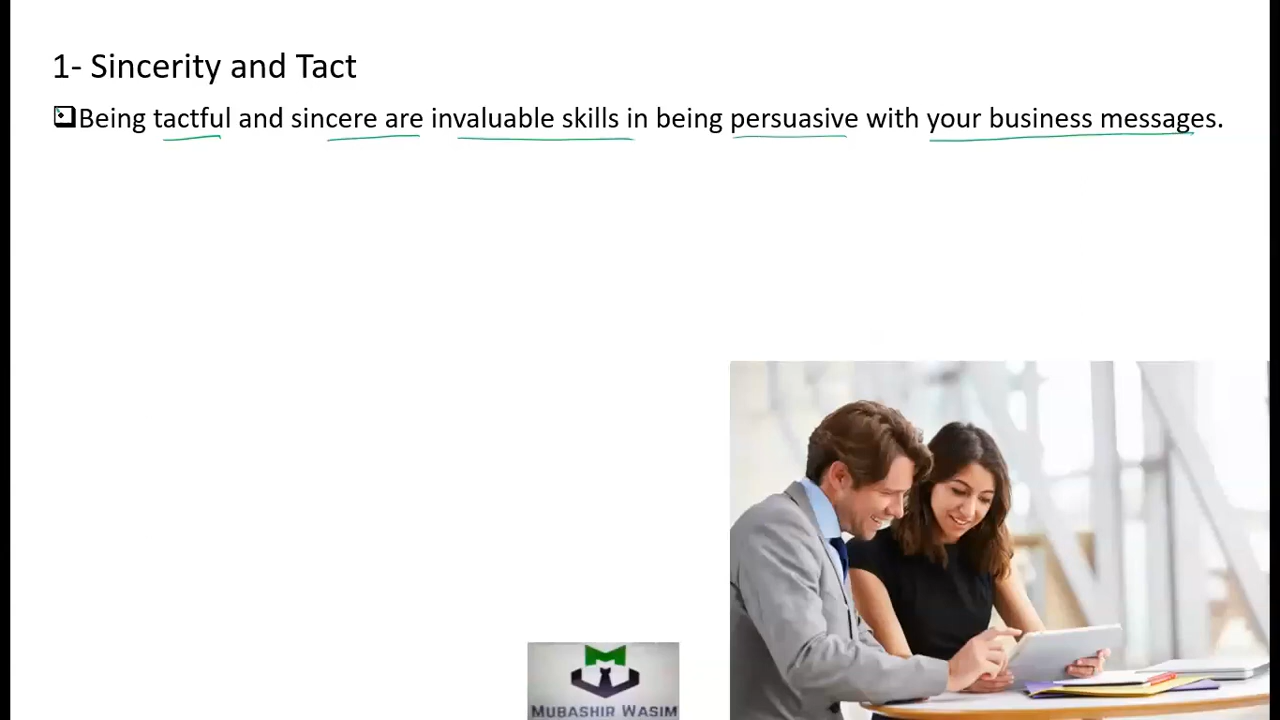 1- Sincerity and Tact
Being tactful and sincere are invaluable skills in being persuasive with your business messages.
MUBASHIR WASIM